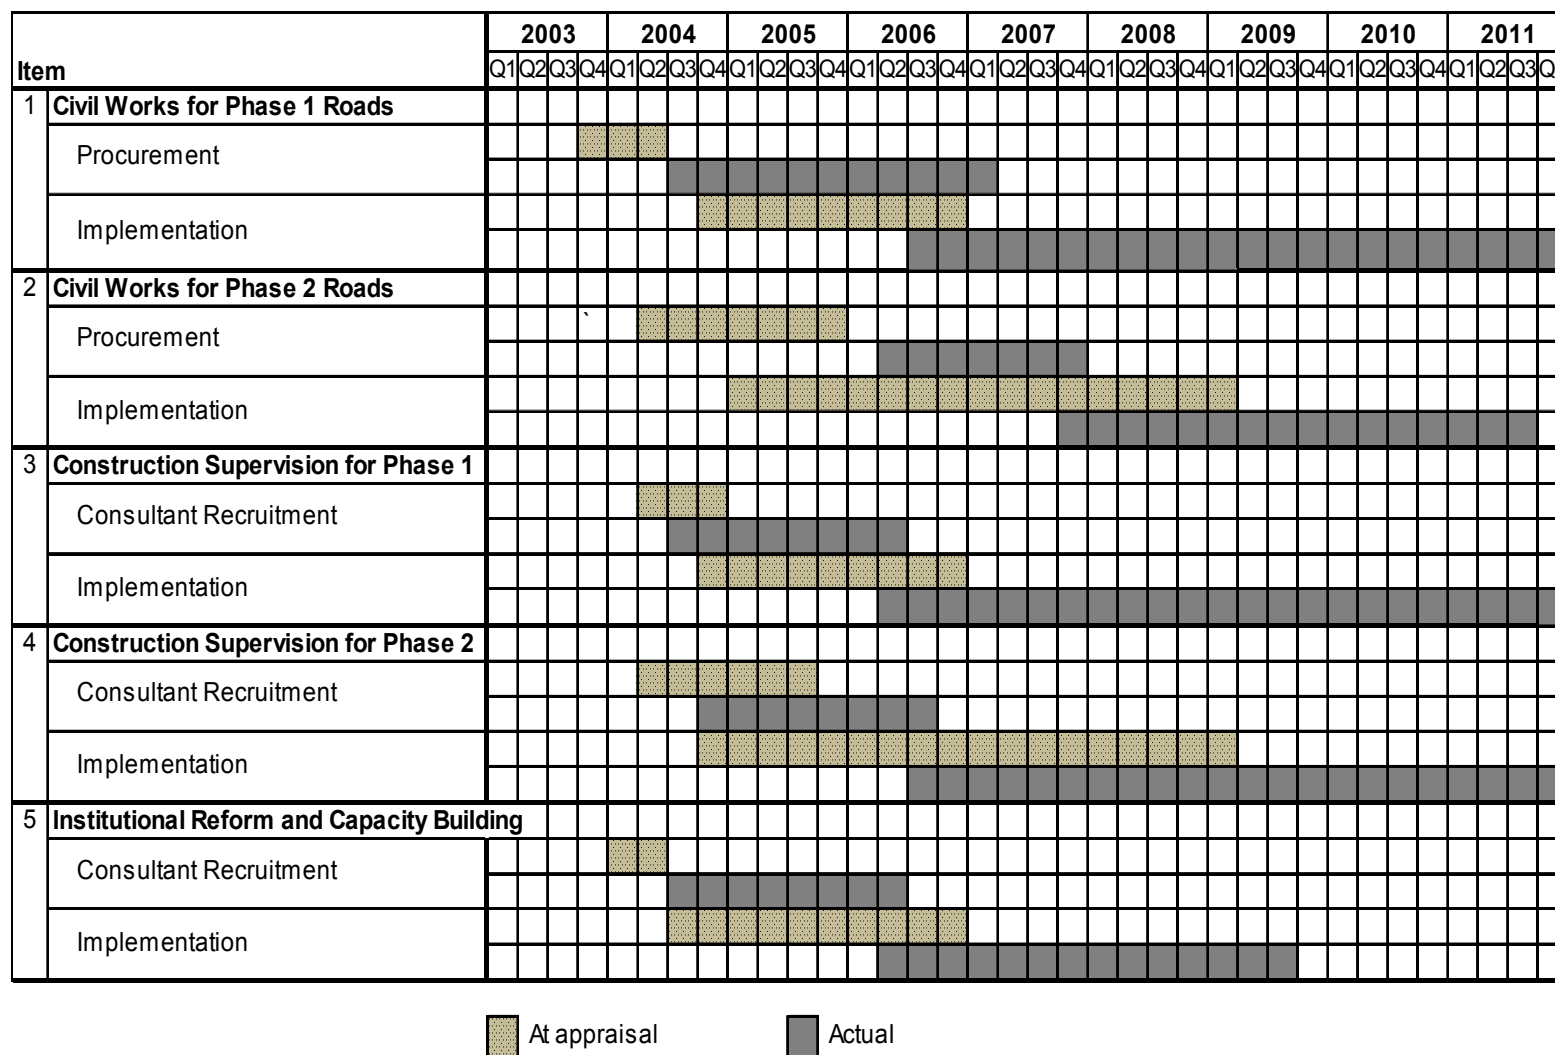 2003 2004 2005 2006 2007 2008 2009 2010 2011
Item Q1 Q2 Q3 Q4 Q1 Q2 Q3 Q4 Q1 Q2 Q3 Q4 Q1 Q2 Q3 Q4 Q1 Q2 Q3 Q4 Q1 Q2 Q3 Q4 Q1 Q2 Q3 Q4 Q1 Q2 Q3 Q4 Q1 Q2 Q3 Q
1 Civil Works for Phase 1 Roads
Procurement
Implementation
2 Civil Works for Phase 2 Roads
`
Procurement
Implementation
3 Construction Supervision for Phase 1
Consultant Recruitment
Implementation
4 Construction Supervision for Phase 2
Consultant Recruitment
Implementation
5 Institutional Reform and Capacity Building
Consultant Recruitment
Implementation
At appraisal Actual